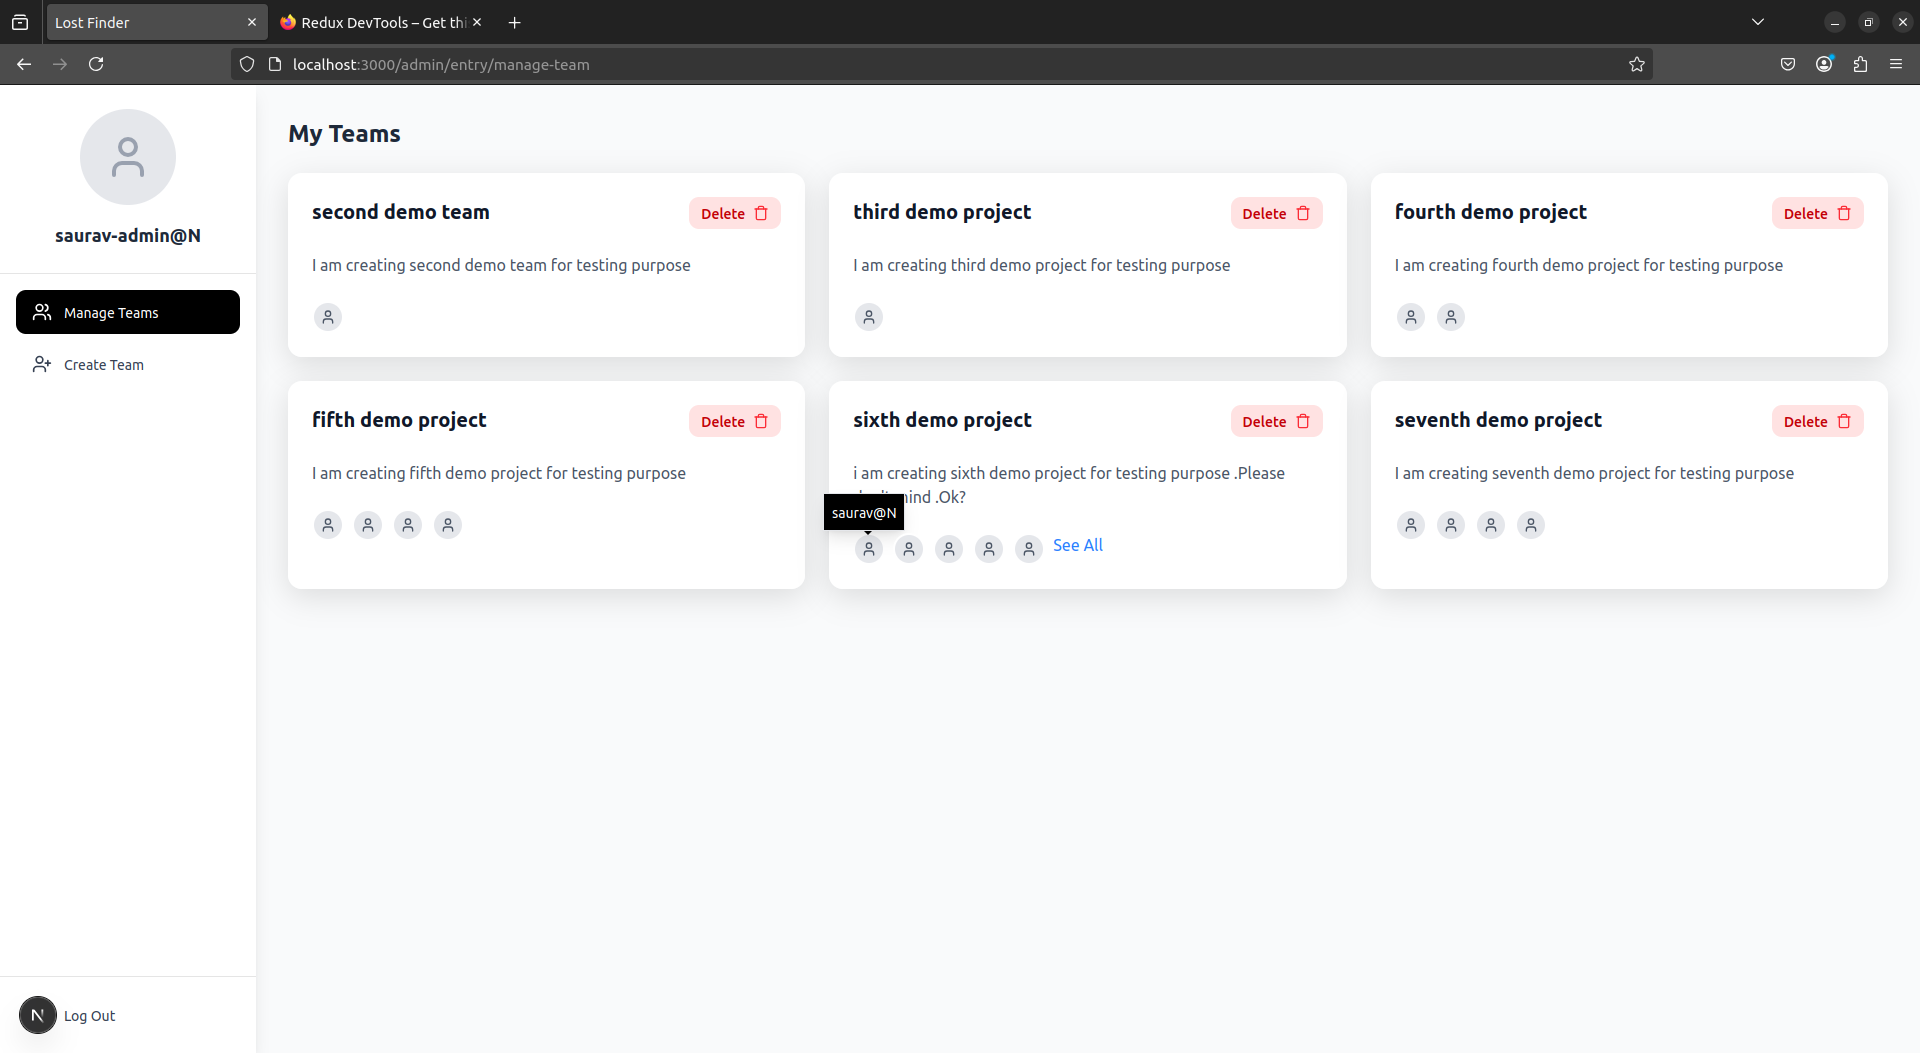 Lost Finder
Redux DevTools – Get thi
localhost:3000/admin/entry/manage-team
saurav-admin@N
Manage Teams
Create Team
N
Log Out
My Teams
second demo team
Delete
I am creating second demo team for testing purpose
third demo project
Delete
I am creating third demo project for testing purpose
fourth demo project
Delete
I am creating fourth demo project for testing purpose
fifth demo project
Delete
I am creating fifth demo project for testing purpose
sixth demo project
Delete
i am creating sixth demo project for testing purpose .Please
.Ok?
saurav@N
See All
seventh demo project
Delete
I am creating seventh demo project for testing purpose